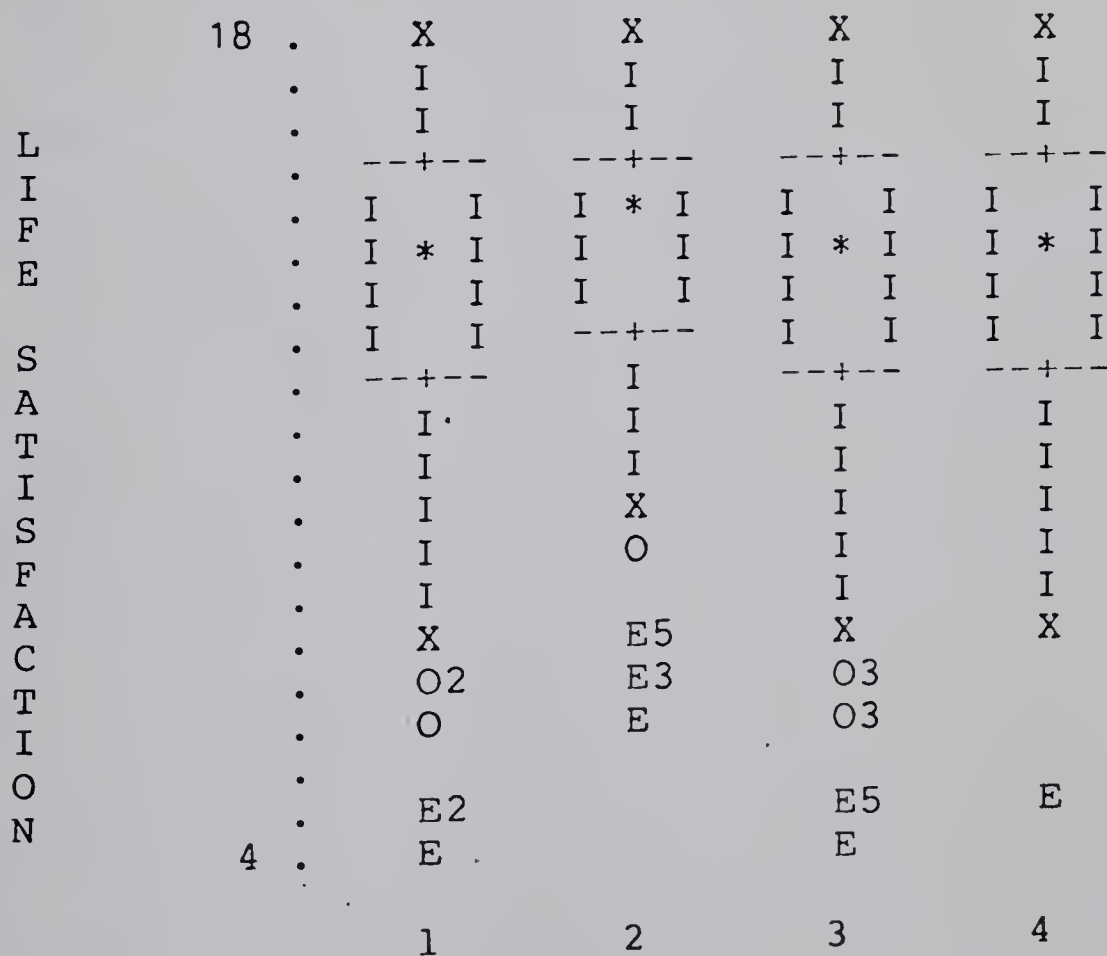 18 . X X X X
. I I I I
. I I I I
L . --+-- --+-- --+-- --+--
I . I I I * I I I I I
F . I * I I I I * I I * I
E . I I I I I I I I
. I I --+-- I I I I
S . --+-- I --+-- --+--
A . I I I I
T . I I I I
I . I X I I
S . I O I I
F . I I I
A . X E5 X X
C . O2 E3 O3
T . O E O3
I .
O . E2 E5 E
N 4 . E E
1 2 3 4